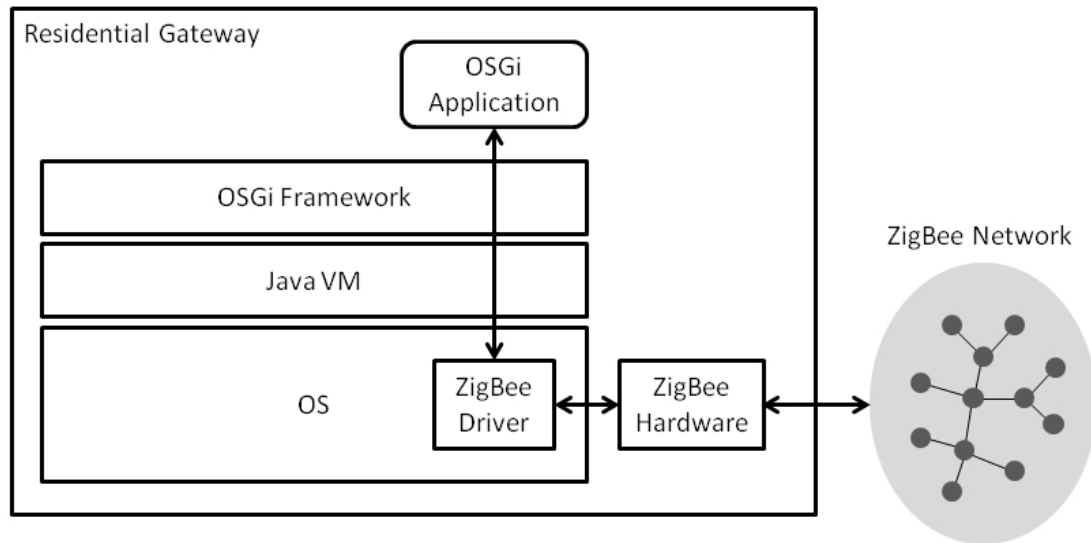 Residential Gateway
OSGi
Application
OSGi Framework
Java VM
OS
ZigBee
Driver
ZigBee
Hardware
ZigBee Network